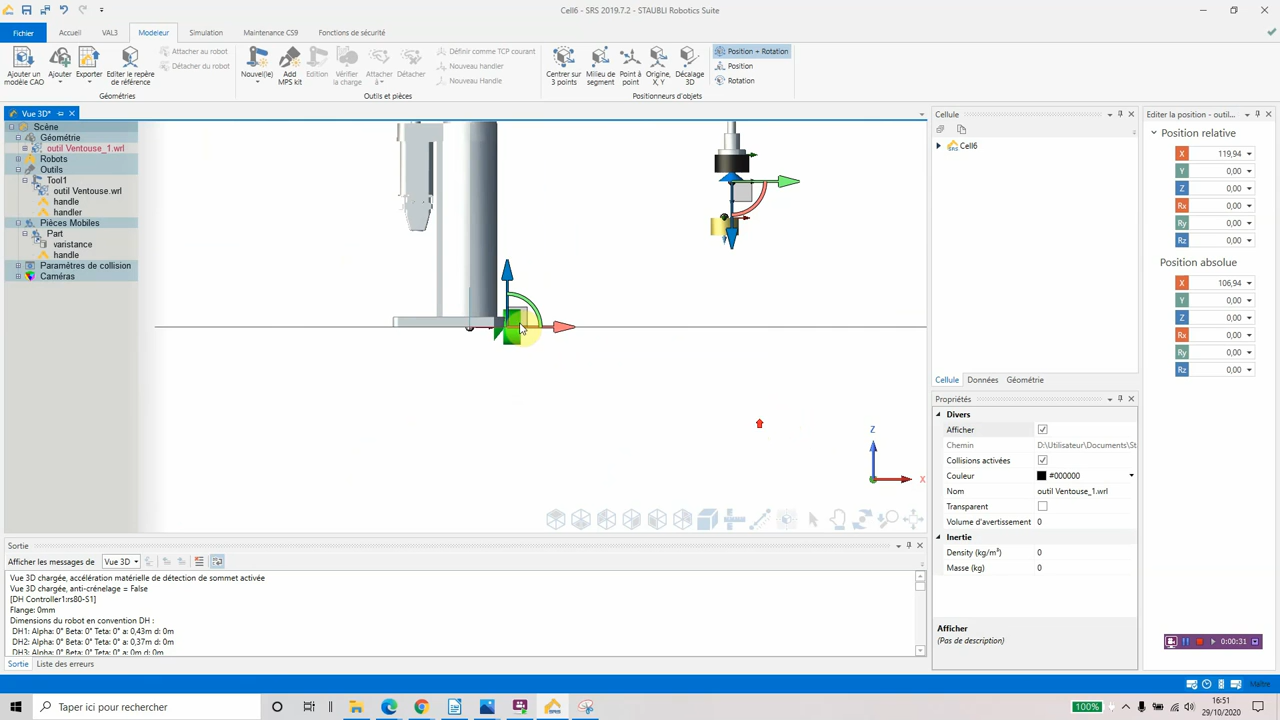 Cell6 - SRS 2019.7.2 - STAUBLI Robotics Suite
Fichier
Accueil
VAL3
Modeleur
Simulation
Maintenance CS9
Fonctions de sécurité
Ajouter un modèle CAO
Ajouter
Exporter
Editer le repère de référence
Attacher au robot
Détacher du robot
Géométries
Nouvel(le)
Add MPS kit
Edition
Vérifier la charge
Attacher à
Détacher
Définir comme TCP courant
Nouveau handler
Nouveau Handle
Outils et pièces
Centrer sur 3 points
Milieu de segment
Point à point
Origine, X, Y
Décalage 3D
Position + Rotation
Position
Rotation
Positionneurs d'objets
Vue 3D*
Scène
Géométrie
outil Ventouse_1.wrl
Robots
Outils
Tool1
outil Ventouse.wrl
handle
handler
Pièces Mobiles
Part
varistance
handle
Paramètres de collision
Caméras
Z
X
Cellule
Cell6
Cellule
Données
Géométrie
Propriétés
Divers
Afficher
Chemin D:\Utilisateur\Documents\St
Collisions activées
Couleur #000000
Nom outil Ventouse_1.wrl
Transparent
Volume d'avertissement 0
Inertie
Density (kg/m³) 0
Masse (kg) 0
Afficher
(Pas de description)
Editer la position - outil...
Position relative
X 119,94
Y 0,00
Z 0,00
Rx 0,00
Ry 0,00
Rz 0,00
Position absolue
X 106,94
Y 0,00
Z 0,00
Rx 0,00
Ry 0,00
Rz 0,00
Sortie
Afficher les messages de Vue 3D
Vue 3D chargée, accélération matérielle de détection de sommet activée
Vue 3D chargée, anti-crénelage = False
[DH Controller1:rs80-S1]
Flange: 0mm
Dimensions du robot en convention DH :
DH1: Alpha: 0° Beta: 0° Teta: 0° a: 0,43m d: 0m
DH2: Alpha: 0° Beta: 0° Teta: 0° a: 0,37m d: 0m
DH3: Alpha: 0° Beta: 0° Teta: 0° a: 0m d: 0m
Sortie
Liste des erreurs
0:00:31
Maître
Taper ici pour rechercher
100%
16:51
29/10/2020